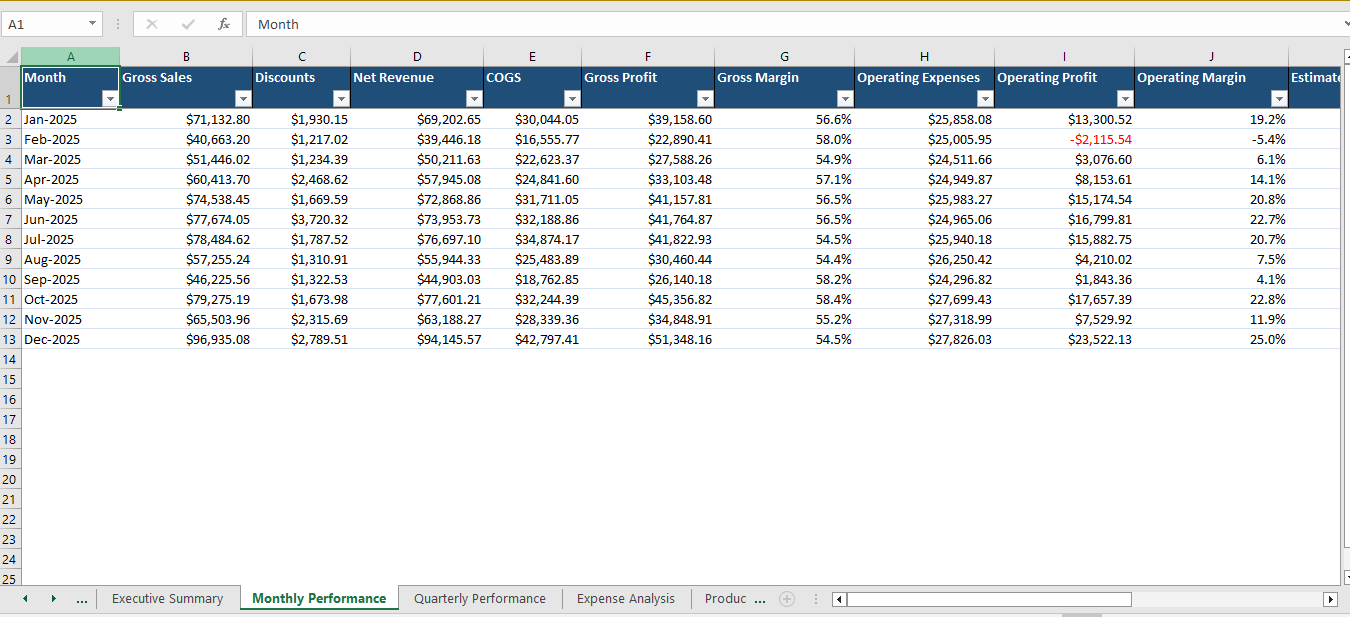 A1 fx Month
A B C D E F G H I J
1 Month Gross Sales Discounts Net Revenue COGS Gross Profit Gross Margin Operating Expenses Operating Profit Operating Margin
2 Jan-2025 $71,132.80 $1,930.15 $69,202.65 $30,044.05 $39,158.60 56.6% $25,858.08 $13,300.52 19.2%
3 Feb-2025 $40,663.20 $1,217.02 $39,446.18 $16,555.77 $22,890.41 58.0% $25,005.95 -$2,115.54 -5.4%
4 Mar-2025 $51,446.02 $1,234.39 $50,211.63 $22,623.37 $27,588.26 54.9% $24,511.66 $3,076.60 6.1%
5 Apr-2025 $60,413.70 $2,468.62 $57,945.08 $24,841.60 $33,103.48 57.1% $24,949.87 $8,153.61 14.1%
6 May-2025 $74,538.45 $1,669.59 $72,868.86 $31,711.05 $41,157.81 56.5% $25,983.27 $15,174.54 20.8%
7 Jun-2025 $77,674.05 $3,720.32 $73,953.73 $32,188.86 $41,764.87 56.5% $24,965.06 $16,799.81 22.7%
8 Jul-2025 $78,484.62 $1,787.52 $76,697.10 $34,874.17 $41,822.93 54.5% $25,940.18 $15,882.75 20.7%
9 Aug-2025 $57,255.24 $1,310.91 $55,944.33 $25,483.89 $30,460.44 54.4% $26,250.42 $4,210.02 7.5%
10 Sep-2025 $46,225.56 $1,322.53 $44,903.03 $18,762.85 $26,140.18 58.2% $24,296.82 $1,843.36 4.1%
11 Oct-2025 $79,275.19 $1,673.98 $77,601.21 $32,244.39 $45,356.82 58.4% $27,699.43 $17,657.39 22.8%
12 Nov-2025 $65,503.96 $2,315.69 $63,188.27 $28,339.36 $34,848.91 55.2% $27,318.99 $7,529.92 11.9%
13 Dec-2025 $96,935.08 $2,789.51 $94,145.57 $42,797.41 $51,348.16 54.5% $27,826.03 $23,522.13 25.0%
14
15
16
17
18
19
20
21
22
23
24
25
... Executive Summary Monthly Performance Quarterly Performance Expense Analysis Produc ...